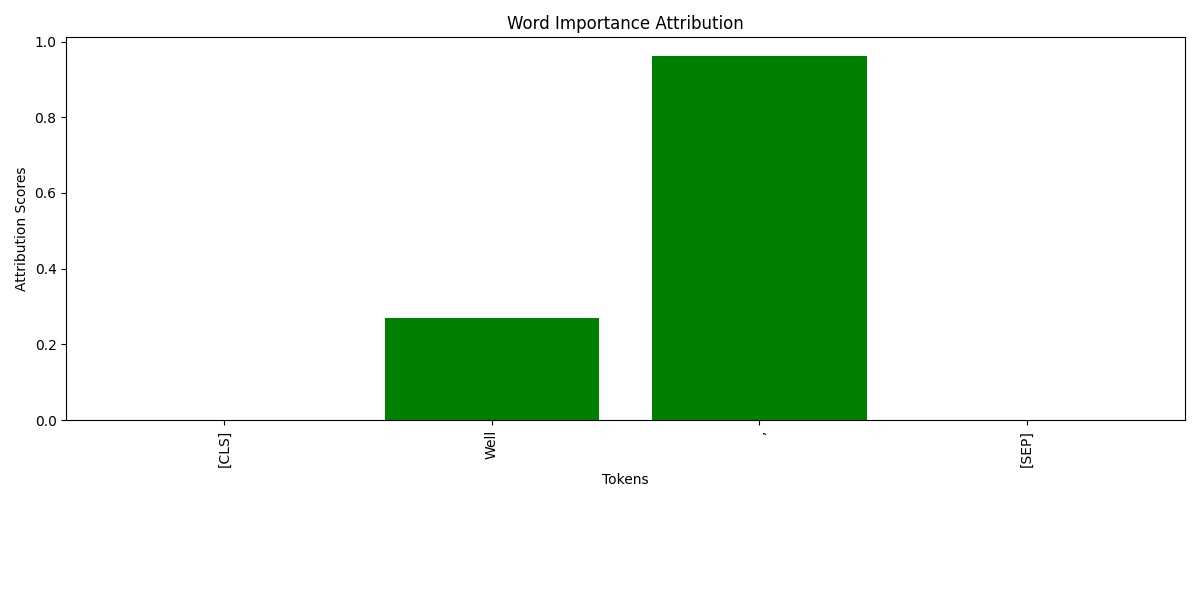 Word Importance Attribution
1.0
0.8
0.6
0.4
0.2
0.0
Attribution Scores
[CLS]
Well
,
[SEP]
Tokens